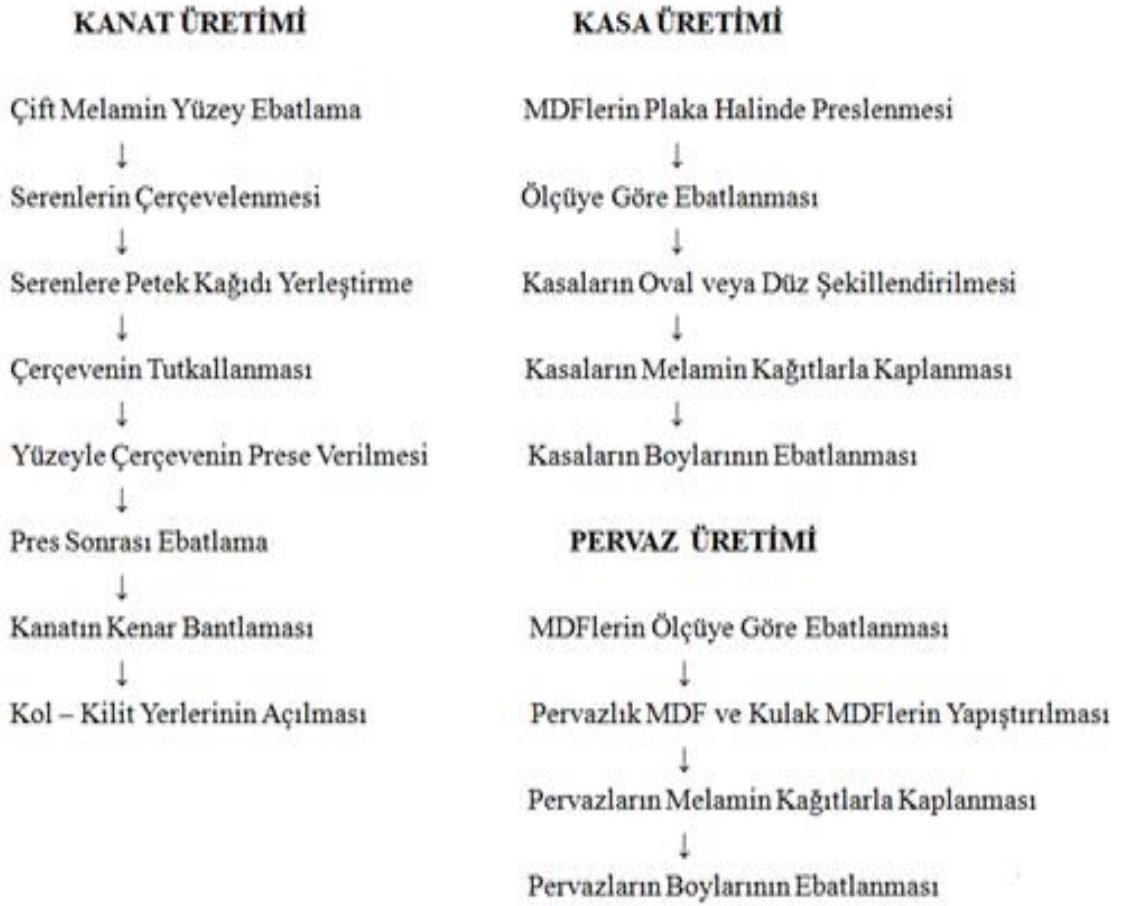 KANAT ÜRETİMİ
Çift Melamin Yüzey Ebatlama
↓
Serenlerin Çerçevelenmesi
↓
Serenlere Petek Kağıdı Yerleştirme
↓
Çerçevenin Tutkallanması
↓
Yüzeyle Çerçevenin Prese Verilmesi
↓
Pres Sonrası Ebatlama
↓
Kanatın Kenar Bantlaması
↓
Kol – Kilit Yerlerinin Açılması
KASA ÜRETİMİ
MDFlerin Plaka Halinde Preslenmesi
↓
Ölçüye Göre Ebatlanması
↓
Kasaların Oval veya Düz Şekillendirilmesi
↓
Kasaların Melamin Kağıtlarla Kaplanması
↓
Kasaların Boylarının Ebatlanması
PERVAZ ÜRETİMİ
MDFlerin Ölçüye Göre Ebatlanması
↓
Pervazlık MDF ve Kulak MDFlerin Yapıştırılması
↓
Pervazların Melamin Kağıtlarla Kaplanması
↓
Pervazların Boylarının Ebatlanması